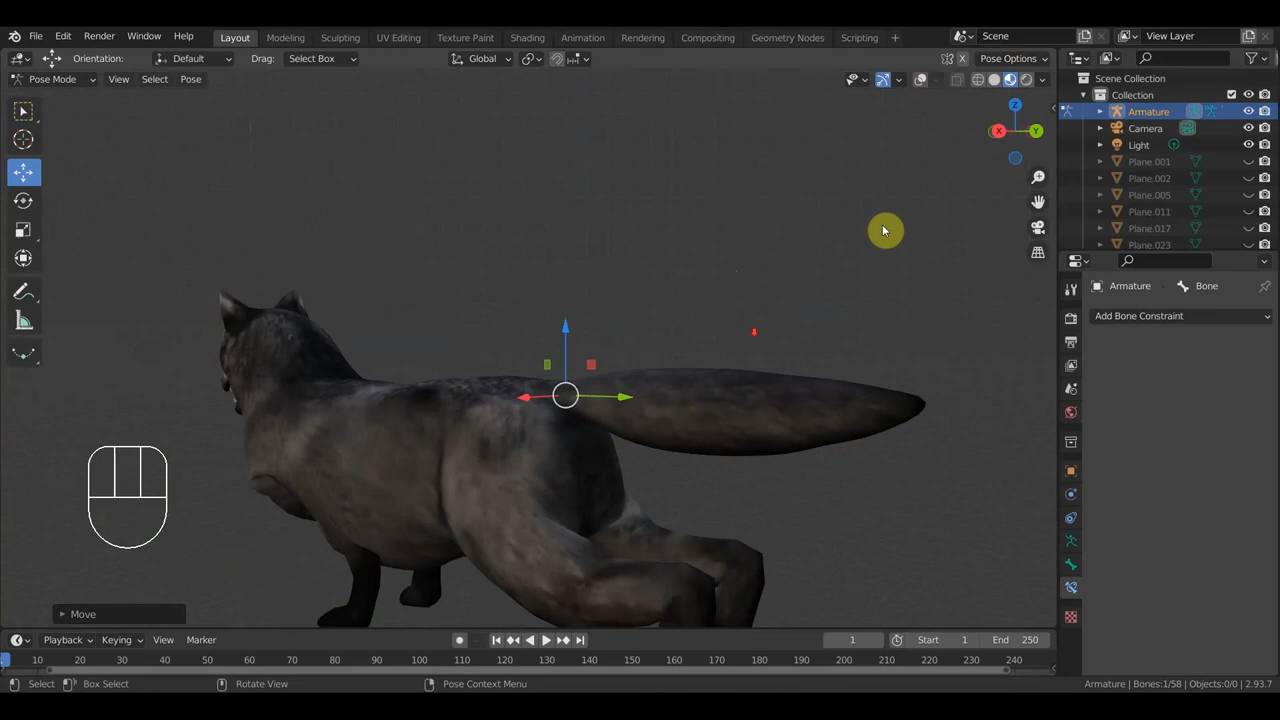 File Edit Render Window Help Layout Modeling Sculpting UV Editing Texture Paint Shading Animation Rendering Compositing Geometry Nodes Scripting + Scene View Layer
Orientation: Default Drag: Select Box Global X Pose Options
Pose Mode View Select Pose
Scene Collection
Collection
Armature
Camera
Light
Plane.001
Plane.002
Plane.005
Plane.011
Plane.017
Plane.023
Z
X Y
Armature Bone
Add Bone Constraint
Move
Playback Keying View Marker 1 Start 1 End 250
10 20 30 40 50 60 70 80 90 100 110 120 130 140 150 160 170 180 190 200 210 220 230 240
Select Box Select Rotate View Pose Context Menu Armature | Bones:1/58 | Objects:0/0 | 2.93.7